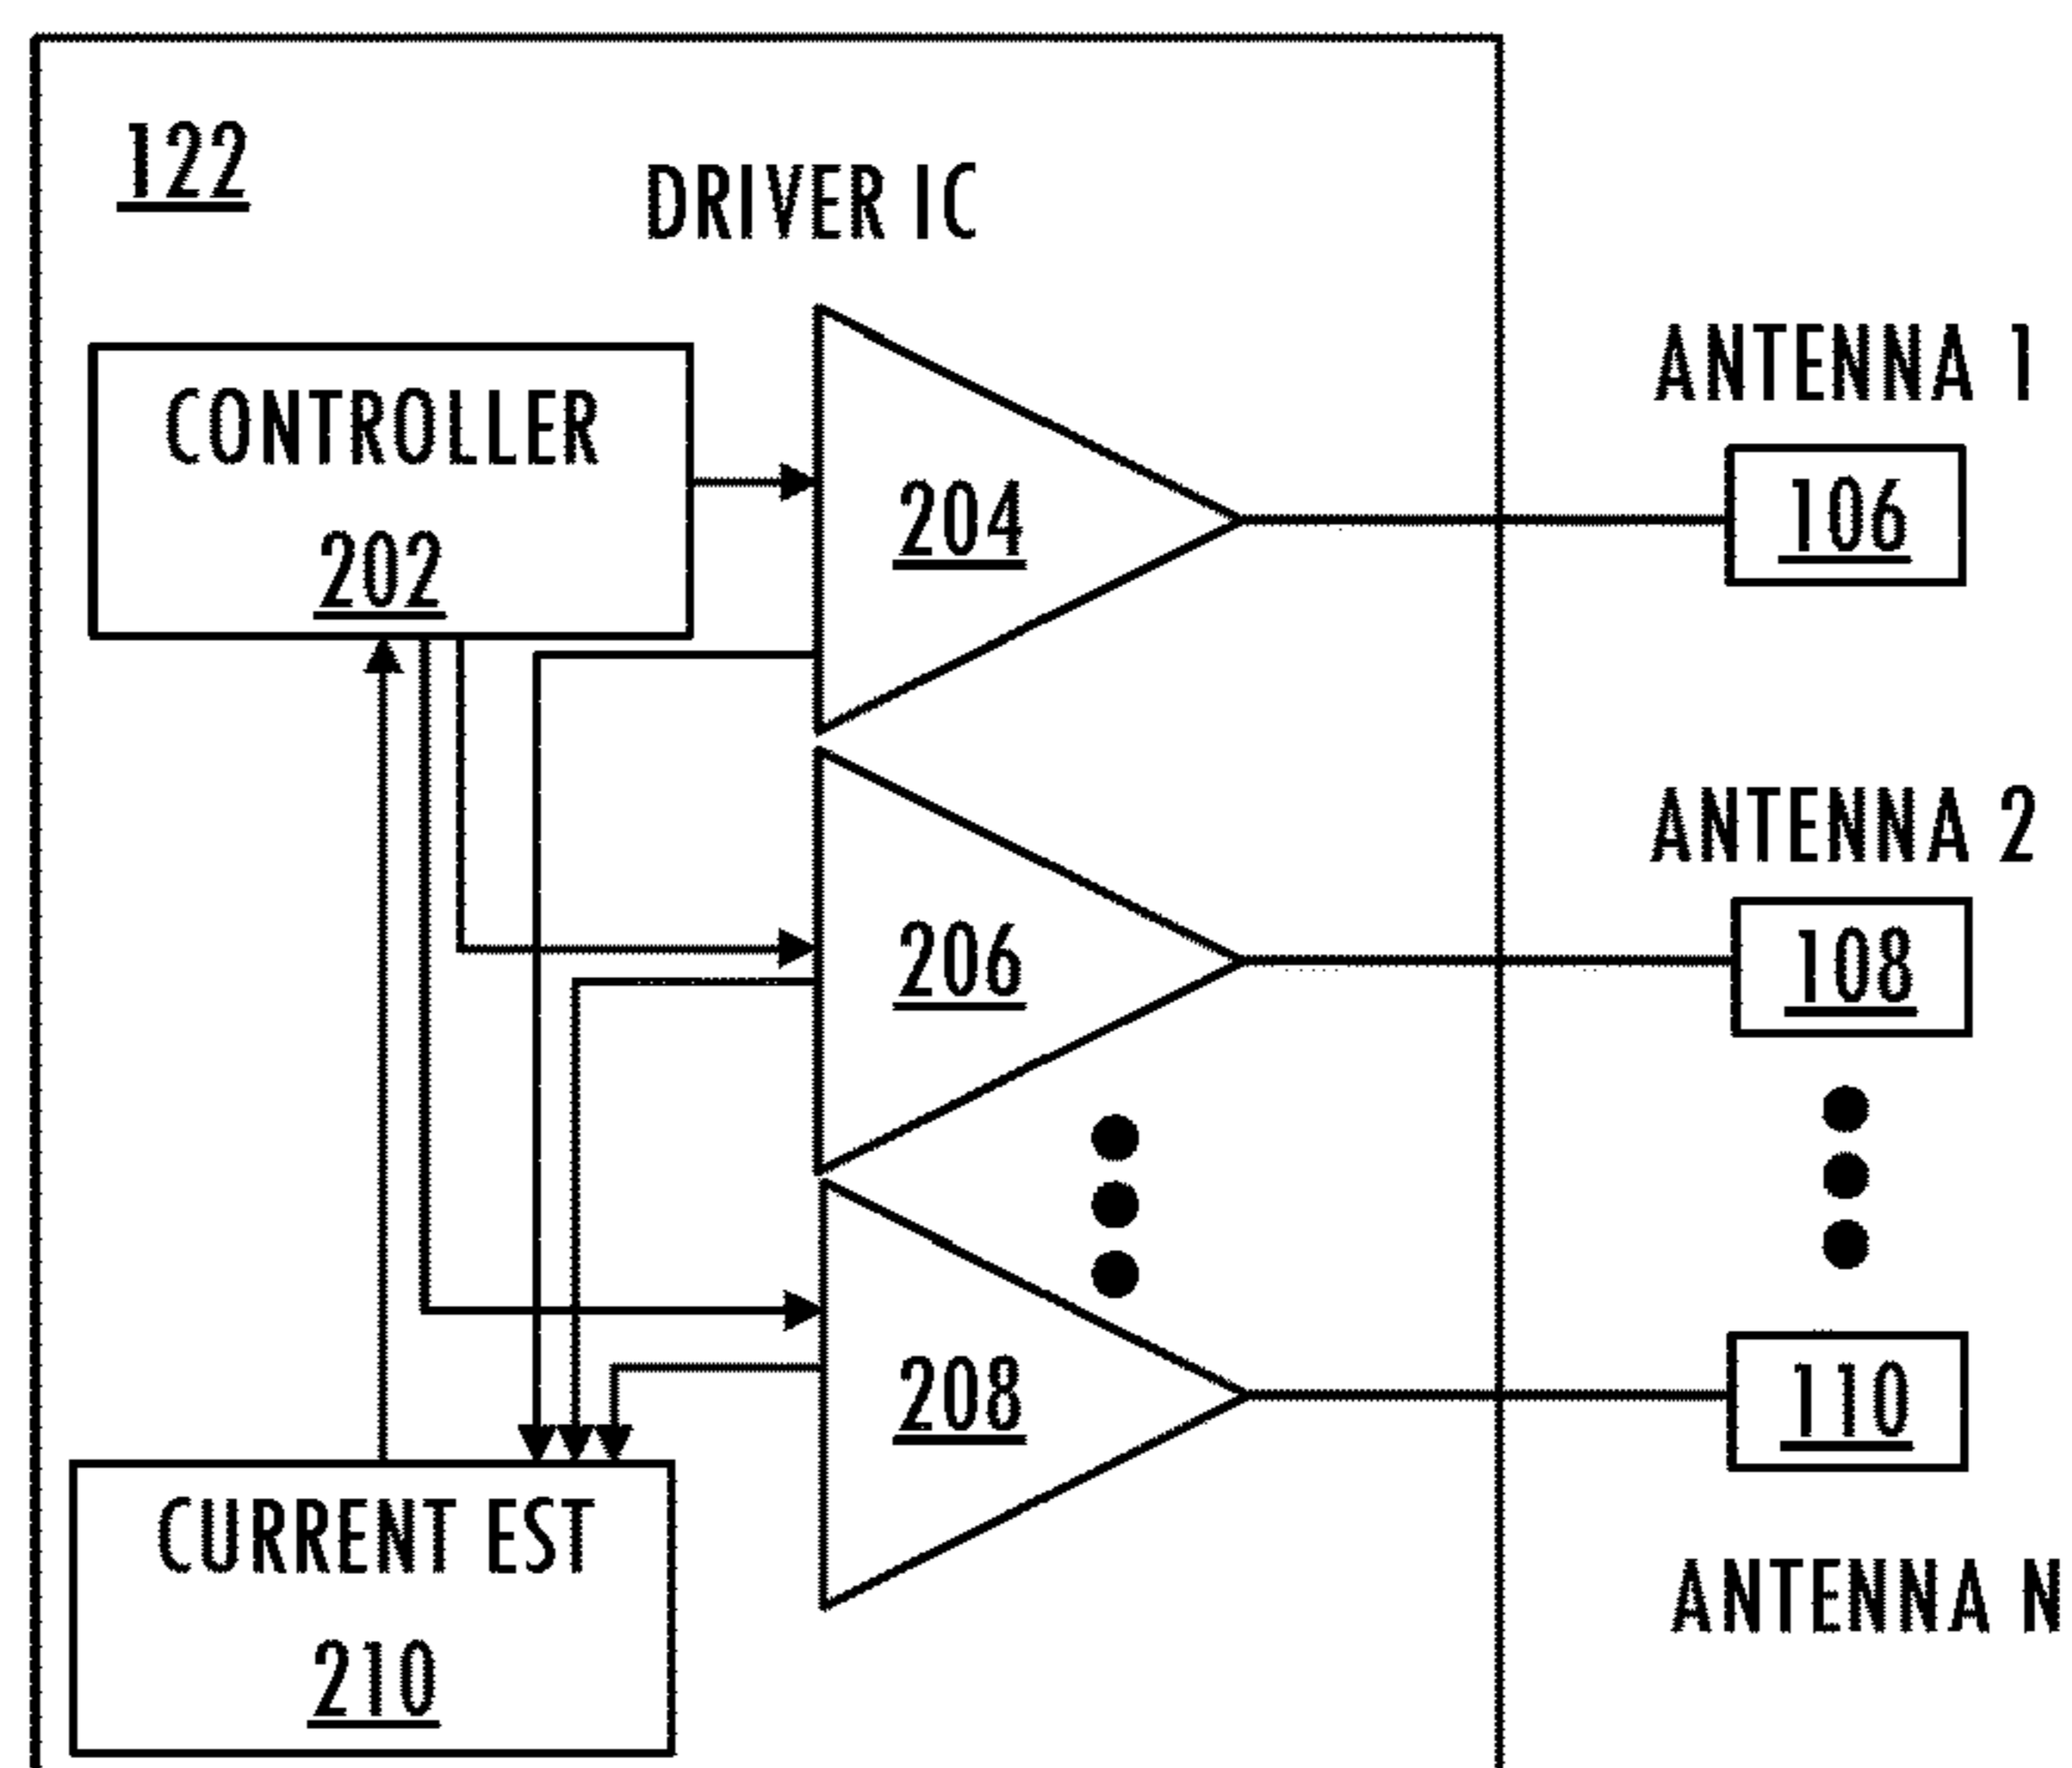 122
DRIVER IC
CONTROLLER
202
204
ANTENNA 1
106
206
ANTENNA 2
108
208
110
ANTENNA N
CURRENT EST
210